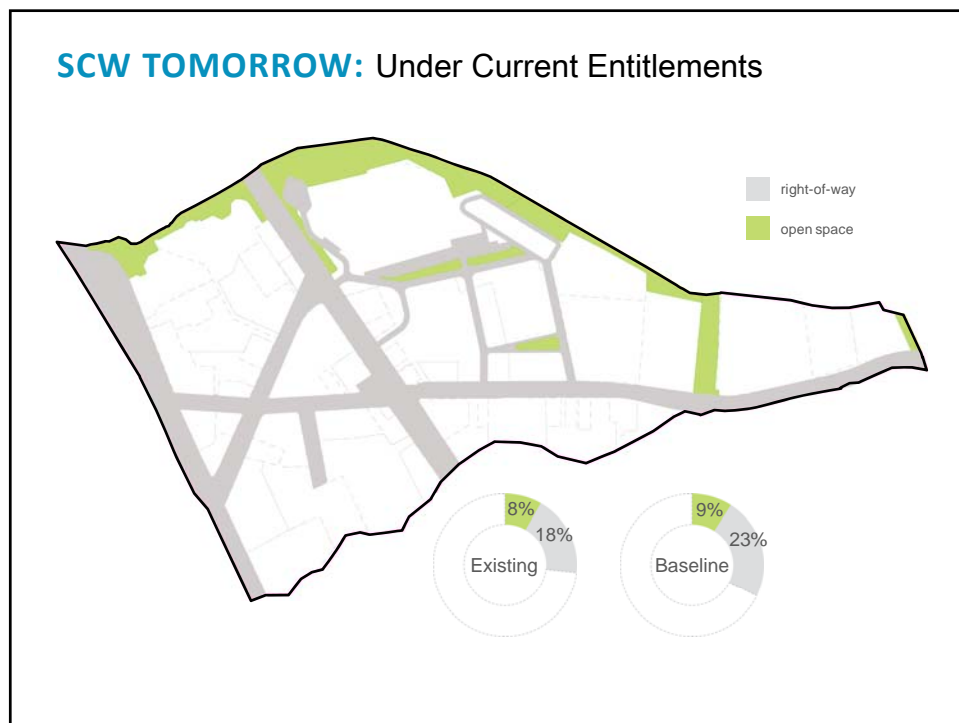 SCW TOMORROW: Under Current Entitlements
right-of-way
open space
8%
18%
Existing
9%
23%
Baseline